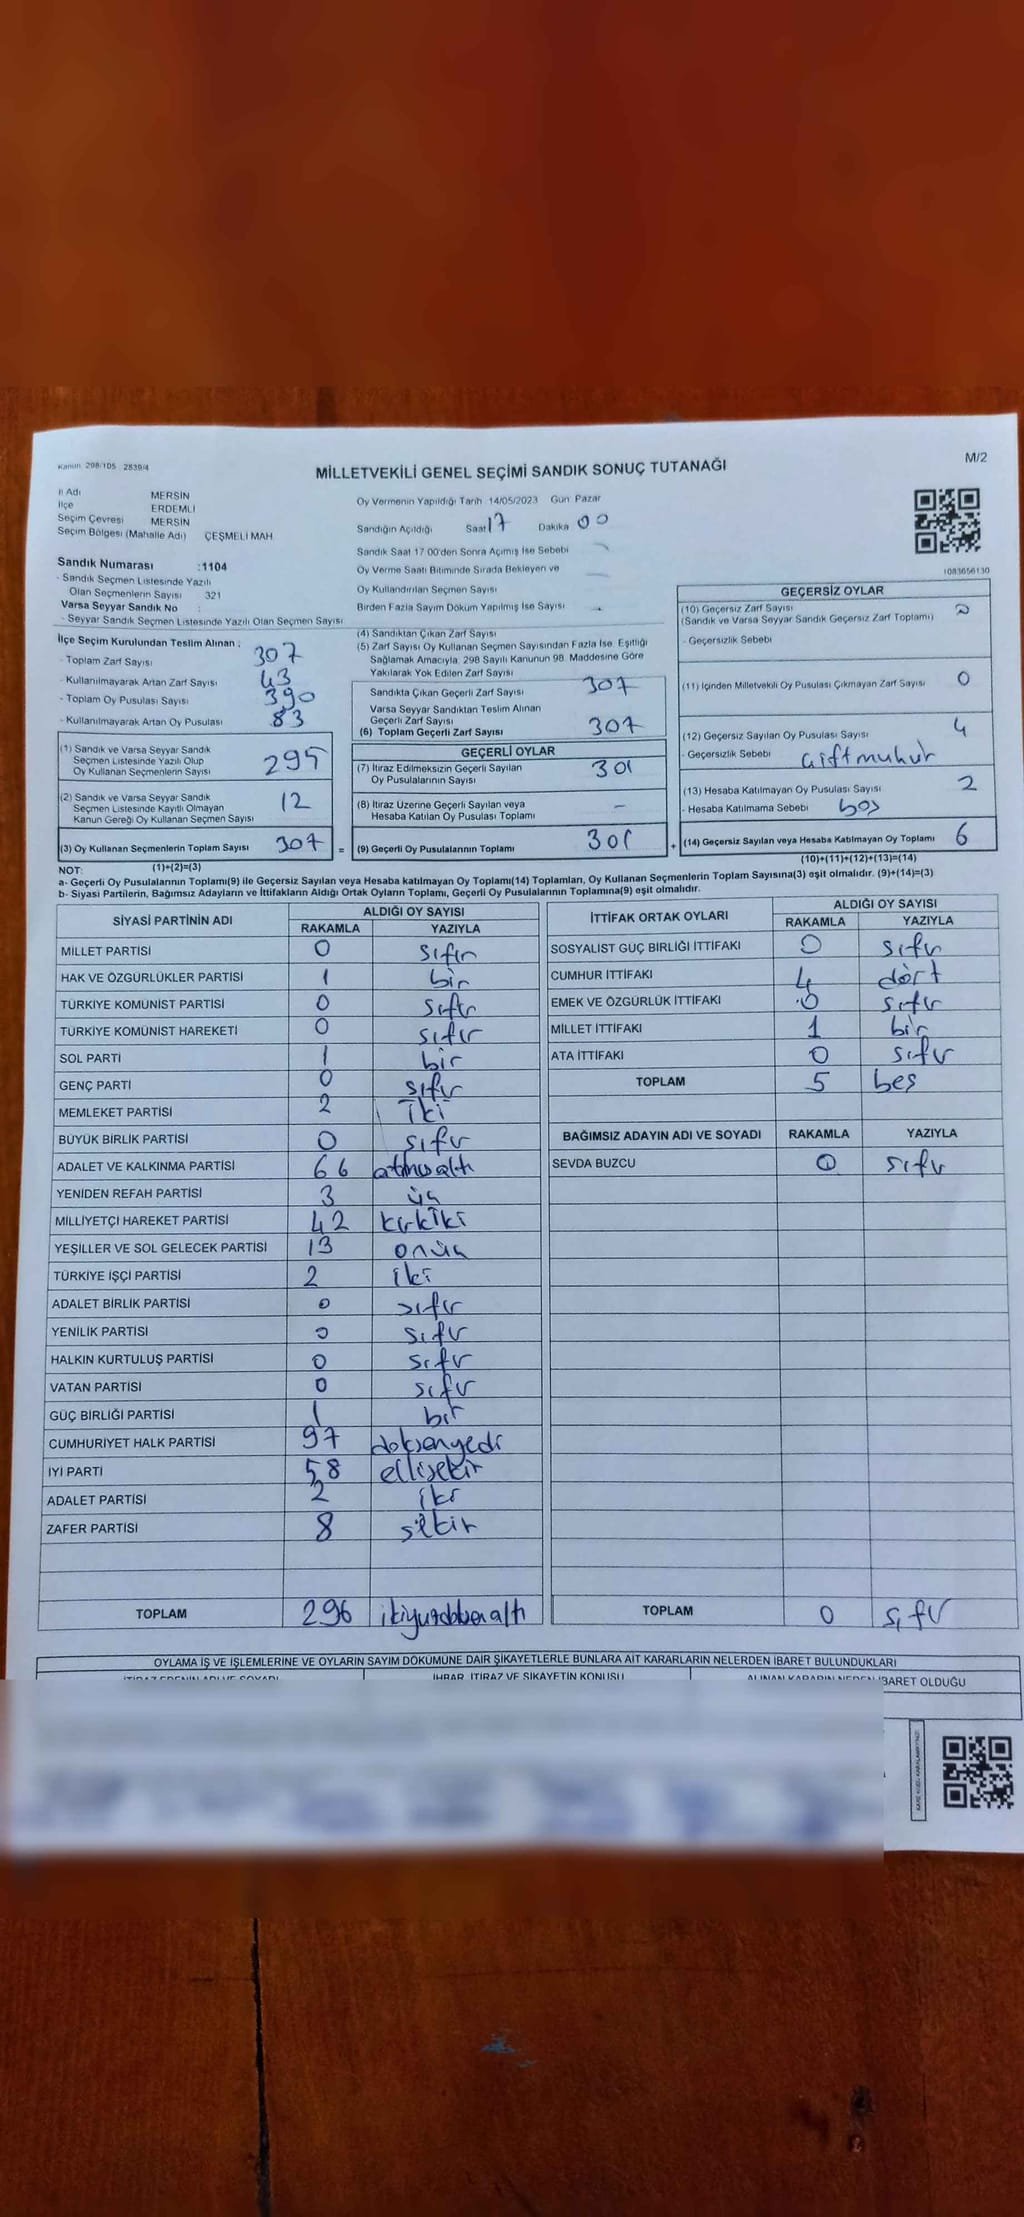 Kanun 298/105 2839/4
M/2
MİLLETVEKİLİ GENEL SEÇİMİ SANDIK SONUÇ TUTANAĞI
İl Adı MERSİN
İlçe ERDEMLİ
Seçim Çevresi MERSİN
Seçim Bölgesi (Mahalle Adı) ÇEŞMELİ MAH
Sandık Numarası :1104
- Sandık Seçmen Listesinde Yazılı
Olan Seçmenlerin Sayısı 321
Varsa Seyyar Sandık No :
- Seyyar Sandık Seçmen Listesinde Yazılı Olan Seçmen Sayısı
Oy Vermenin Yapıldığı Tarih 14/05/2023 Gün Pazar
Sandığın Açıldığı Saat 17 Dakika 00
Sandık Saat 17 00'den Sonra Açımış İse Sebebi
Oy Verme Saati Bitiminde Sırada Bekleyen ve
Oy Kullandırılan Seçmen Sayısı
Birden Fazla Sayım Döküm Yapılmış İse Sayısı
1083656130
İlçe Seçim Kurulundan Teslim Alınan :
- Toplam Zarf Sayısı 307
- Kullanılmayarak Artan Zarf Sayısı 43
- Toplam Oy Pusulası Sayısı 390
- Kullanılmayarak Artan Oy Pusulası 83
(1) Sandık ve Varsa Seyyar Sandık
Seçmen Listesinde Yazılı Olup
Oy Kullanan Seçmenlerin Sayısı 295
(2) Sandık ve Varsa Seyyar Sandık
Seçmen Listesinde Kayıtlı Olmayan
Kanun Gereği Oy Kullanan Seçmen Sayısı 12
(3) Oy Kullanan Seçmenlerin Toplam Sayısı 307 =
(1)+(2)=(3)
(4) Sandıktan Çıkan Zarf Sayısı
(5) Zarf Sayısı Oy Kullanan Seçmen Sayısından Fazla İse Eşitliği
Sağlamak Amacıyla 298 Sayılı Kanunun 98. Maddesine Göre
Yakılarak Yok Edilen Zarf Sayısı
Sandıkta Çıkan Geçerli Zarf Sayısı 307
Varsa Seyyar Sandıktan Teslim Alınan
Geçerli Zarf Sayısı
(6) Toplam Geçerli Zarf Sayısı 307
GEÇERLİ OYLAR
(7) İtiraz Edilmeksizin Geçerli Sayılan
Oy Pusulalarının Sayısı 301
(8) İtiraz Üzerine Geçerli Sayılan veya
Hesaba Katılan Oy Pusulası Toplamı -
(9) Geçerli Oy Pusulalarının Toplamı 301 +
GEÇERSİZ OYLAR
(10) Geçersiz Zarf Sayısı
(Sandık ve Varsa Seyyar Sandık Geçersiz Zarf Toplamı)
- Geçersizlik Sebebi
(11) İçinden Milletvekili Oy Pusulası Çıkmayan Zarf Sayısı 0
(12) Geçersiz Sayılan Oy Pusulası Sayısı 4
- Geçersizlik Sebebi çiftmühür
(13) Hesaba Katılmayan Oy Pusulası Sayısı 2
- Hesaba Katılmama Sebebi boş
(14) Geçersiz Sayılan veya Hesaba Katılmayan Oy Toplamı 6
(10)+(11)+(12)+(13)=(14)
NOT:
a- Geçerli Oy Pusulalarının Toplamı(9) ile Geçersiz Sayılan veya Hesaba katılmayan Oy Toplamı(14) Toplamları, Oy Kullanan Seçmenlerin Toplam Sayısına(3) eşit olmalıdır. (9)+(14)=(3)
b- Siyasi Partilerin, Bağımsız Adayların ve İttifakların Aldığı Ortak Oyların Toplamı, Geçerli Oy Pusulalarının Toplamına(9) eşit olmalıdır.
SİYASİ PARTİNİN ADI
ALDIĞI OY SAYISI
RAKAMLA YAZIYLA
MİLLET PARTİSİ 0 sıfır
HAK VE ÖZGÜRLÜKLER PARTİSİ 1 bir
TÜRKİYE KOMÜNİST PARTİSİ 0 sıfır
TÜRKİYE KOMÜNİST HAREKETİ 0 sıfır
SOL PARTİ 1 bir
GENÇ PARTİ 0 sıfır
MEMLEKET PARTİSİ 2 iki
BÜYÜK BİRLİK PARTİSİ 0 sıfır
ADALET VE KALKINMA PARTİSİ 66 atmışaltı
YENİDEN REFAH PARTİSİ 3 üç
MİLLİYETÇİ HAREKET PARTİSİ 42 kırkiki
YEŞİLLER VE SOL GELECEK PARTİSİ 13 onüç
TÜRKİYE İŞÇİ PARTİSİ 2 iki
ADALET BİRLİK PARTİSİ 0 sıfır
YENİLİK PARTİSİ 0 sıfır
HALKIN KURTULUŞ PARTİSİ 0 sıfır
VATAN PARTİSİ 0 sıfır
GÜÇ BİRLİĞİ PARTİSİ 1 bir
CUMHURİYET HALK PARTİSİ 97 doksanyedi
İYİ PARTİ 58 ellisekiz
ADALET PARTİSİ 2 iki
ZAFER PARTİSİ 8 sekiz
TOPLAM 296 ikiyüzdoksanaltı
İTTİFAK ORTAK OYLARI
ALDIĞI OY SAYISI
RAKAMLA YAZIYLA
SOSYALİST GÜÇ BİRLİĞİ İTTİFAKI 0 sıfır
CUMHUR İTTİFAKI 4 dört
EMEK VE ÖZGÜRLÜK İTTİFAKI 0 sıfır
MİLLET İTTİFAKI 1 bir
ATA İTTİFAKI 0 sıfır
TOPLAM 5 beş
BAĞIMSIZ ADAYIN ADI VE SOYADI RAKAMLA YAZIYLA
SEVDA BUZCU 0 sıfır
TOPLAM 0 sıfır
OYLAMA İŞ VE İŞLEMLERİNE VE OYLARIN SAYIM DÖKÜMÜNE DAİR ŞİKAYETLERLE BUNLARA AİT KARARLARIN NELERDEN İBARET BULUNDUKLARI
İTİRAZ EDENİN ADI VE SOYADI
İHBAR, İTİRAZ VE ŞİKAYETİN KONUSU
ALINAN KARARIN NEDEN İBARET OLDUĞU